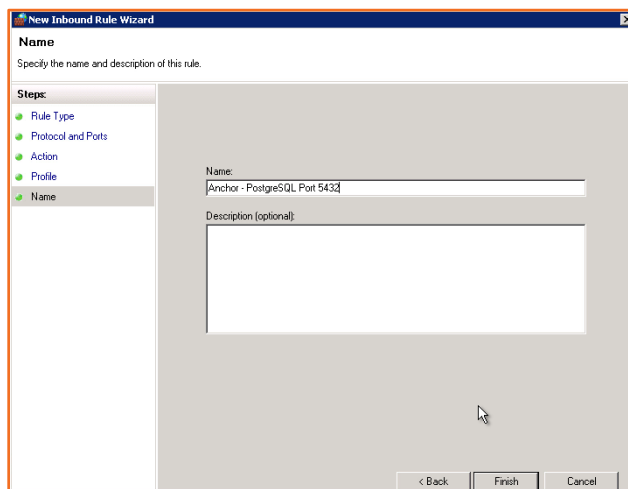 New Inbound Rule Wizard
Name
Specify the name and description of this rule.
Steps:
Rule Type
Protocol and Ports
Action
Profile
Name
Name:
Anchor - PostgreSQL Port 5432
Description (optional):
< Back
Finish
Cancel